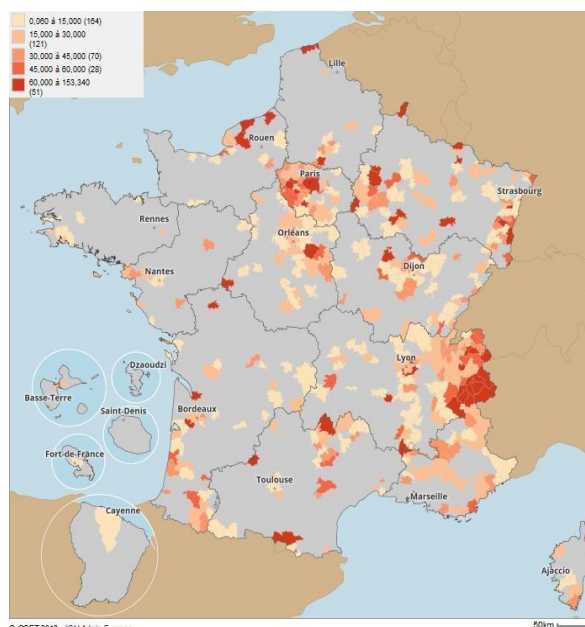 0,060 à 15,000 (164)
15,000 à 30,000
(121)
30,000 à 45,000 (70)
45,000 à 60,000 (28)
60,000 à 153,340
(51)
Lille
Rouen
Paris
Strasbourg
Rennes
Orléans
Nantes
Dijon
Dzaoudzi
Lyon
Basse-Terre
Saint-Denis
Bordeaux
Fort-de-France
Toulouse
Marseille
Cayenne
Ajaccio
50km